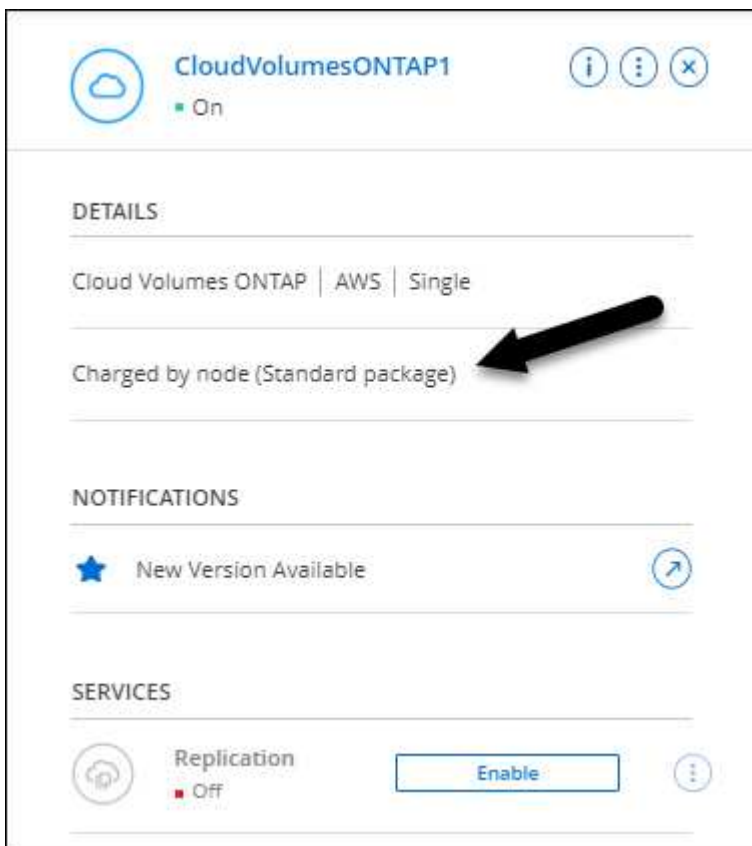 CloudVolumesONTAP1
On
DETAILS
Cloud Volumes ONTAP | AWS | Single
Charged by node (Standard package)
NOTIFICATIONS
New Version Available
SERVICES
Replication
Enable
Off